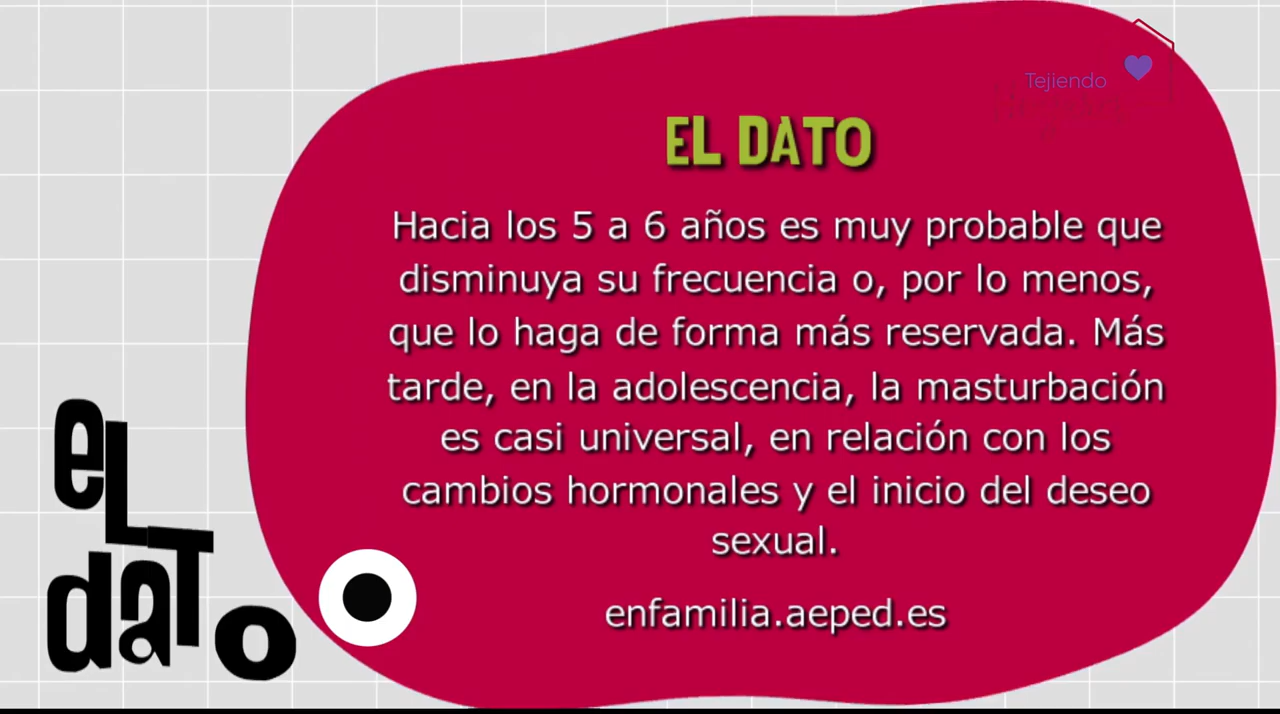 Tejiendo
EL DATO
Hacia los 5 a 6 años es muy probable que
disminuya su frecuencia o, por lo menos,
que lo haga de forma más reservada. Más
tarde, en la adolescencia, la masturbación
es casi universal, en relación con los
cambios hormonales y el inicio del deseo
sexual.
enfamilia.aeped.es
eL
daTo